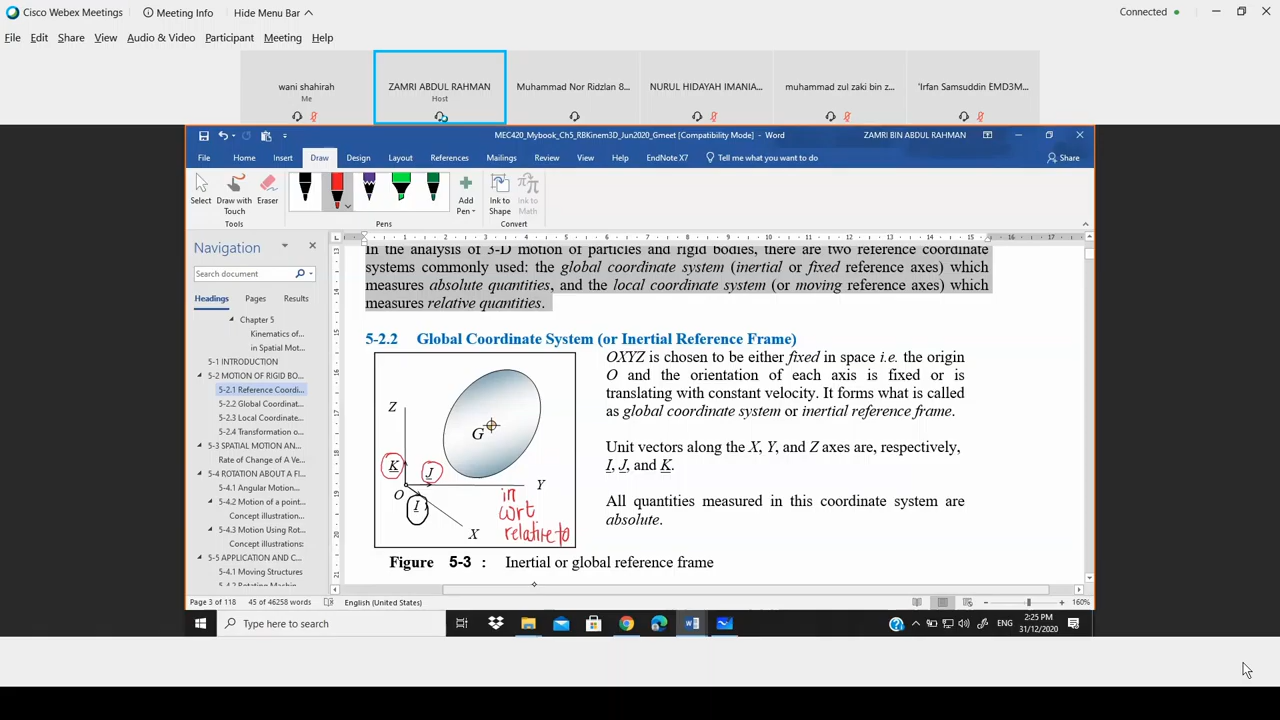 Cisco Webex Meetings
Meeting Info
Hide Menu Bar
Connected
File Edit Share View Audio & Video Participant Meeting Help
wani shahirah
Me
ZAMRI ABDUL RAHMAN
Host
Muhammad Nor Ridzlan 8...
NURUL HIDAYAH IMANIA...
muhammad zul zaki bin z...
'Irfan Samsuddin EMD3M...
MEC420_Mybook_Ch5_RBKinem3D_Jun2020_Gmeet [Compatibility Mode] - Word
ZAMRI BIN ABDUL RAHMAN
File Home Insert Draw Design Layout References Mailings Review View Help EndNote X7 Tell me what you want to do Share
Select
Draw with Touch
Eraser
Add Pen
Ink to Shape
Ink to Math
Tools
Pens
Convert
Navigation
Search document
Headings Pages Results
Chapter 5
Kinematics of...
in Spatial Mot...
5-1 INTRODUCTION
5-2 MOTION OF RIGID BO...
5-2.1 Reference Coordi...
5-2.2 Global Coordinat...
5-2.3 Local Coordinate...
5-2.4 Transformation o...
5-3 SPATIAL MOTION AN...
Rate of Change of A Ve...
5-4 ROTATION ABOUT A FI...
5-4.1 Angular Motion...
5-4.2 Motion of a point...
Concept illustration...
5-4.3 Motion Using Rot...
Concept illustrations:
5-5 APPLICATION AND C...
5-4.1 Moving Structures
5-4.2 Rotating Machin...
In the analysis of 3-D motion of particles and rigid bodies, there are two reference coordinate
systems commonly used: the global coordinate system (inertial or fixed reference axes) which
measures absolute quantities, and the local coordinate system (or moving reference axes) which
measures relative quantities.
5-2.2 Global Coordinate System (or Inertial Reference Frame)
Z
G
K
J
O
I
Y
X
in
wrt
relative to
Figure 5-3 : Inertial or global reference frame
OXYZ is chosen to be either fixed in space i.e. the origin
O and the orientation of each axis is fixed or is
translating with constant velocity. It forms what is called
as global coordinate system or inertial reference frame.
Unit vectors along the X, Y, and Z axes are, respectively,
I, J, and K.
All quantities measured in this coordinate system are
absolute.
Page 3 of 118 45 of 46258 words English (United States) 160%
Type here to search
ENG
2:25 PM
31/12/2020